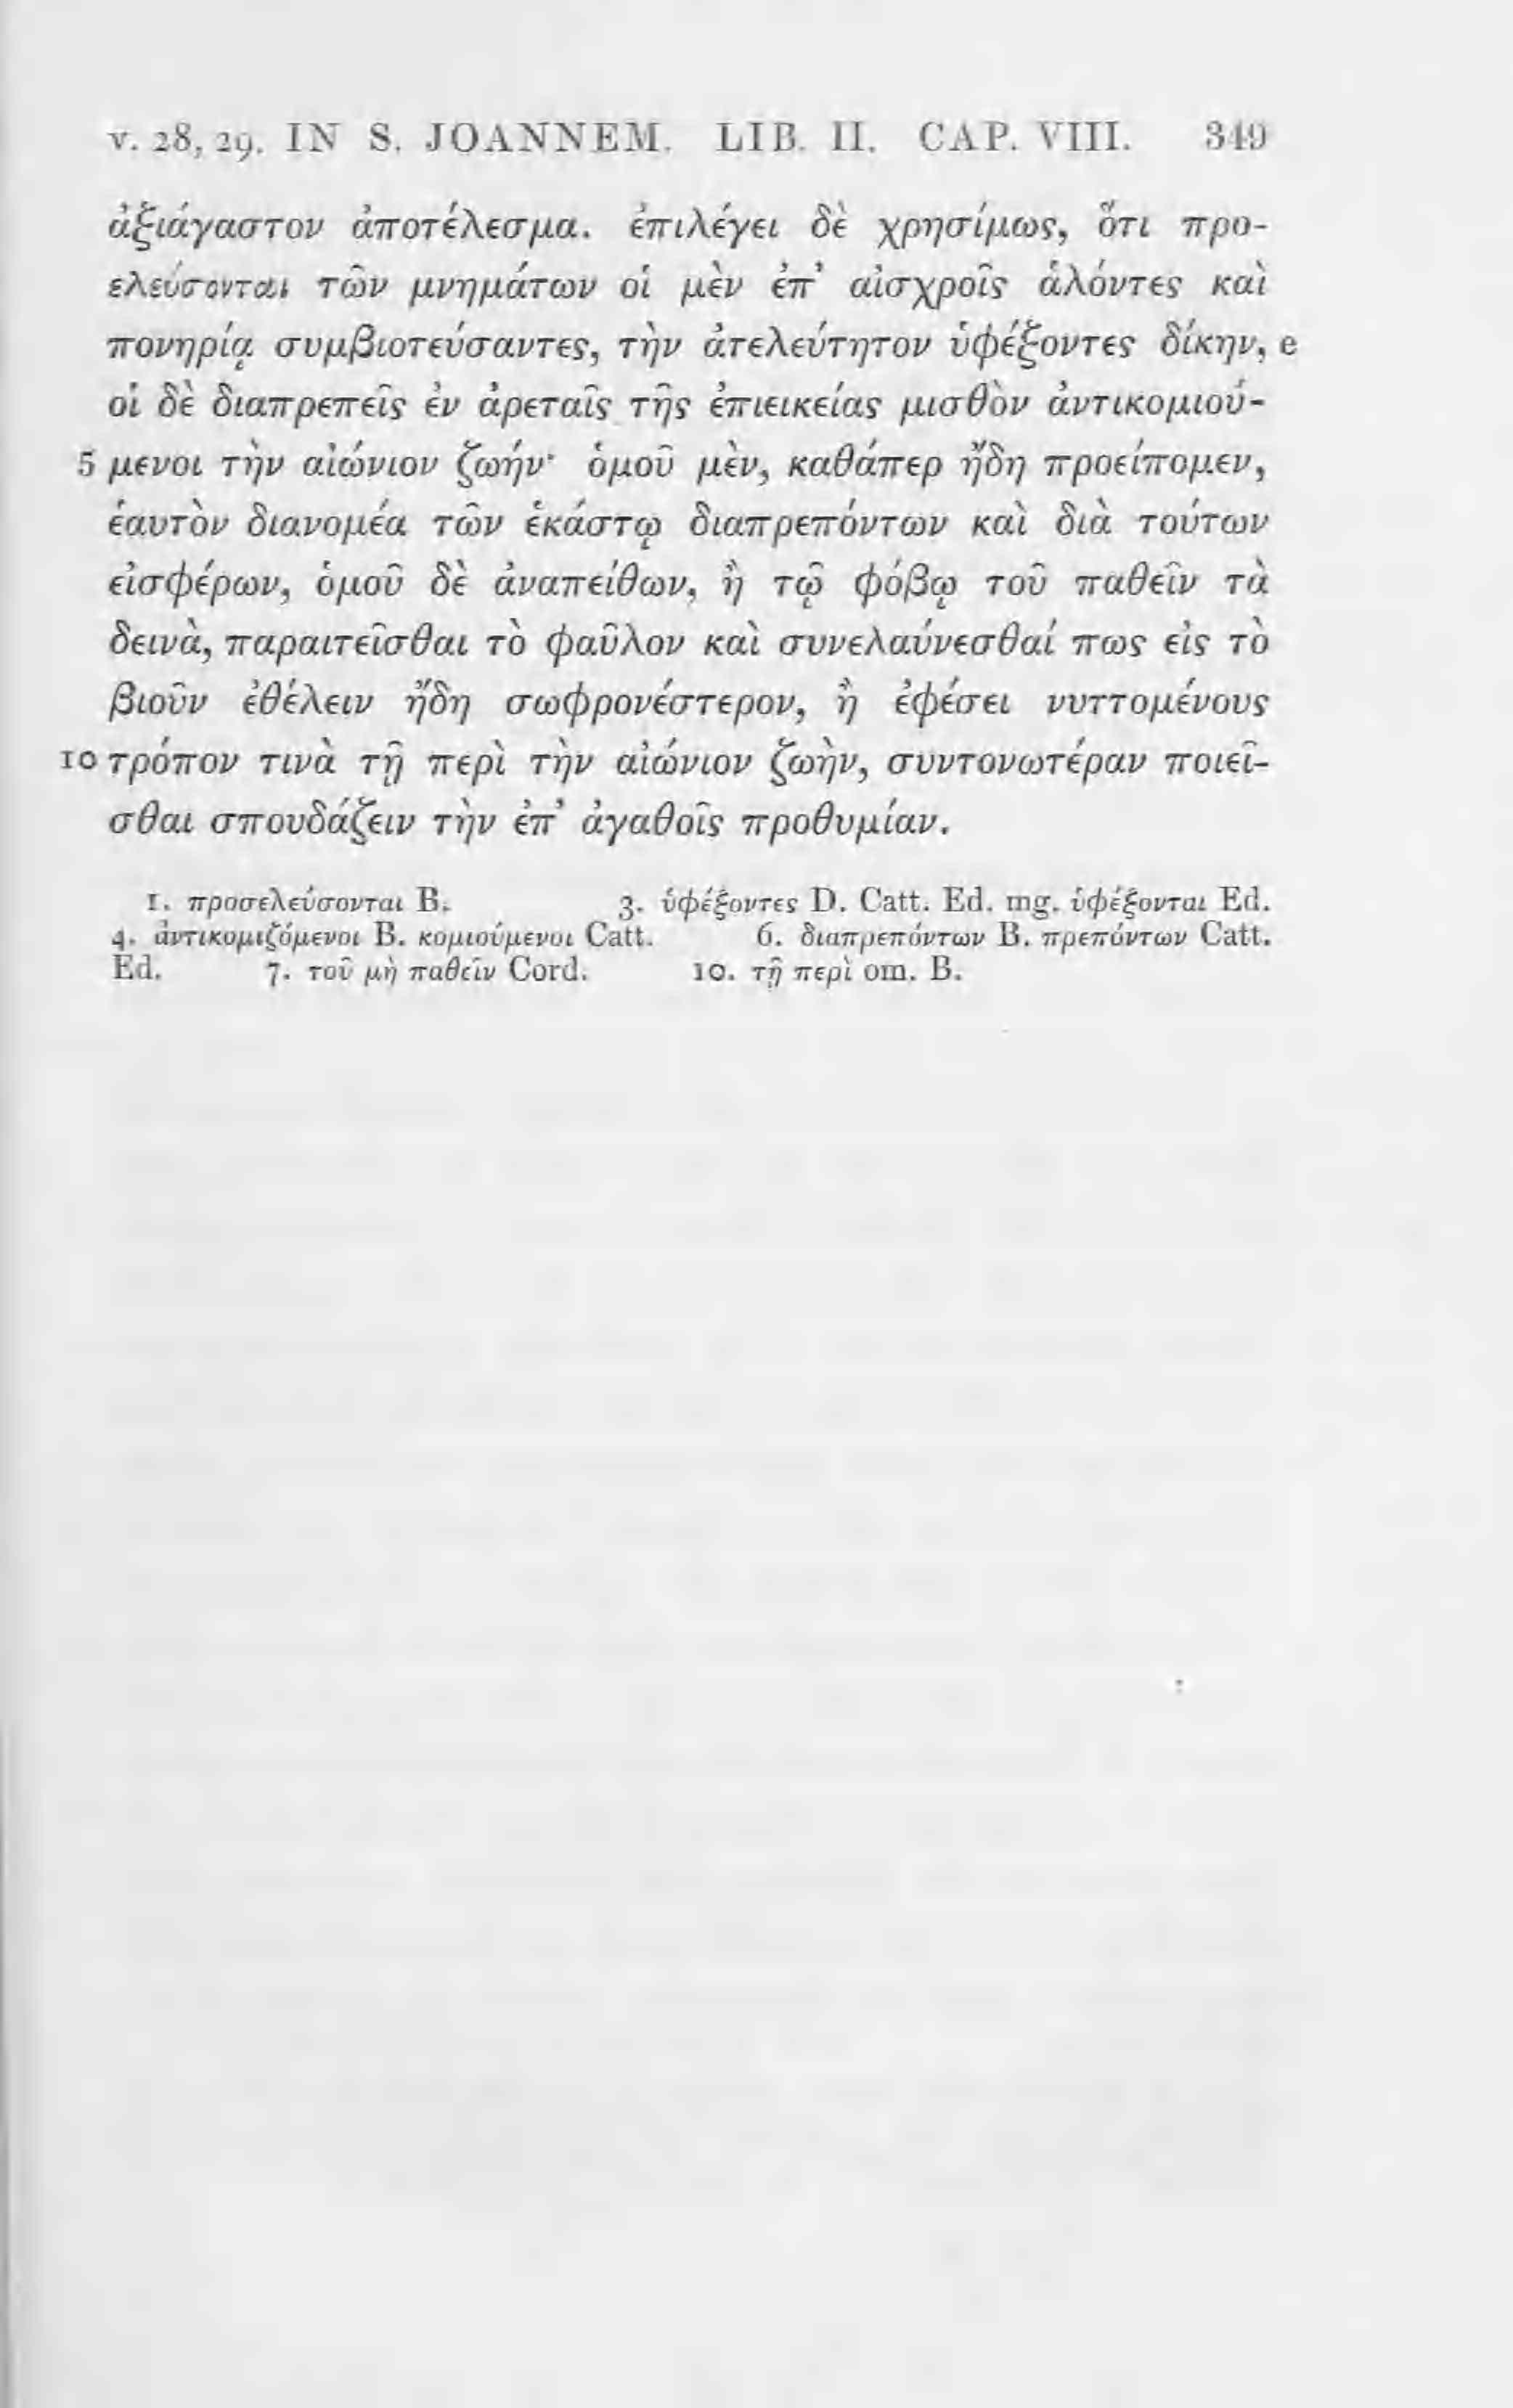 v. 28, 29. IN S. JOANNEM. LIB. II. CAP. VIII. 349
ἀξιάγαστον ἀποτέλεσμα. ἐπιλέγει δὲ χρησίμως, ὅτι προ-
ελεύσονται τῶν μνημάτων οἱ μὲν ἐπ’ αἰσχροῖς ἁλόντες καὶ
πονηρίᾳ συμβιοτεύσαντες, τὴν ἀτελεύτητον ὑφέξοντες δίκην, e
οἱ δὲ διαπρεπεῖς ἐν ἀρεταῖς τῆς ἐπιεικείας μισθὸν ἀντικομιού-
5 μενοι τὴν αἰώνιον ζωήν· ὁμοῦ μὲν, καθάπερ ἤδη προείπομεν,
ἑαυτὸν διανομέα τῶν ἑκάστῳ διαπρεπόντων καὶ διὰ τούτων
εἰσφέρων, ὁμοῦ δὲ ἀναπείθων, ἢ τῷ φόβῳ τοῦ παθεῖν τὰ
δεινὰ, παραιτεῖσθαι τὸ φαῦλον καὶ συνελαύνεσθαί πως εἰς τὸ
βιοῦν ἐθέλειν ἤδη σωφρονέστερον, ἢ ἐφέσει νυττομένους
10 τρόπον τινὰ τῇ περὶ τὴν αἰώνιον ζωὴν, συντονωτέραν ποιεῖ-
σθαι σπουδάζειν τὴν ἐπ’ ἀγαθοῖς προθυμίαν.
1. προσελεύσονται B. 3. ὑφέξοντες D. Catt. Ed. mg. ὑφέξονται Ed.
4. ἀντικομιζόμενοι B. κομιούμενοι Catt. 6. διαπρεπόντων B. πρεπόντων Catt.
Ed. 7. τοῦ μὴ παθεῖν Cord. 10. τῇ περὶ om. B.